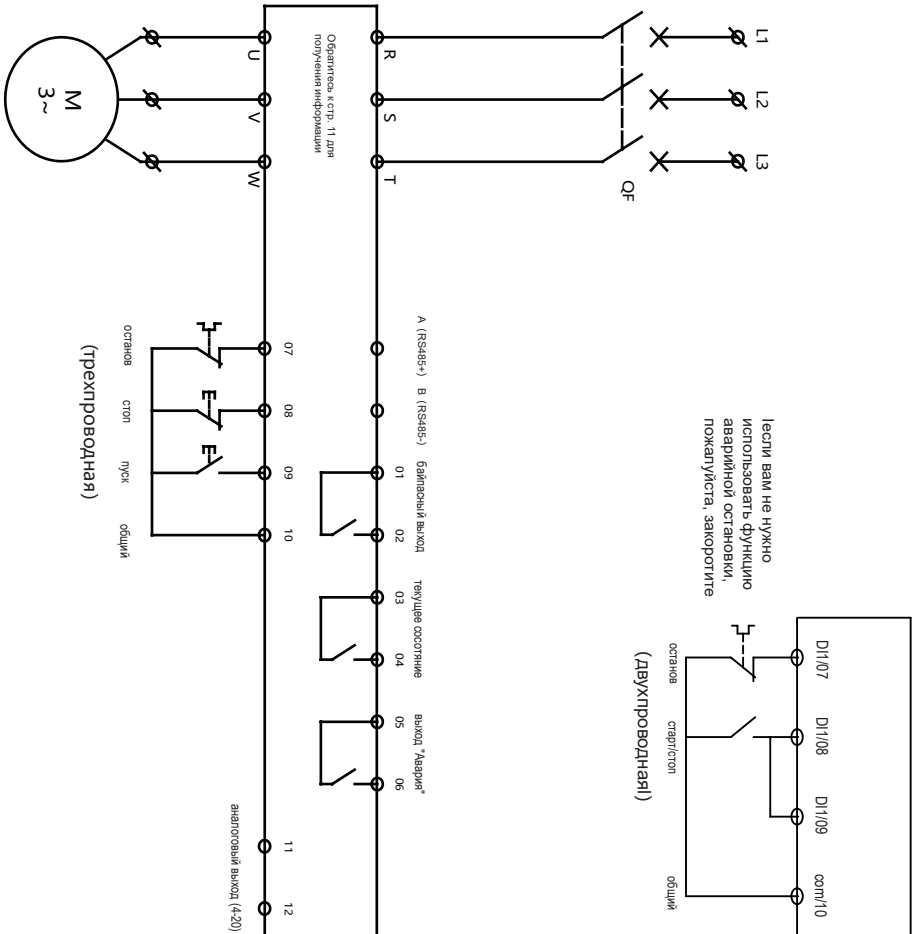 L1
L2
L3
QF
R
S
T
Обратитесь к стр. 11 для
получения информации
U
V
W
M
3~
A (RS485+)
B (RS485-)
01
байпасный выход
02
03
текущее сосотяние
04
05
выход "Авария"
06
07
08
09
10
11
12
аналоговый выход (4-20)
останов
стоп
пуск
общий
(трехпроводная)
Iесли вам не нужно
использовать функцию
аварийной остановки,
пожалуйста, закоротите
DI1/07
DI1/08
DI1/09
com/10
останов
старт/стоп
общий
(двухпроводнаяl)